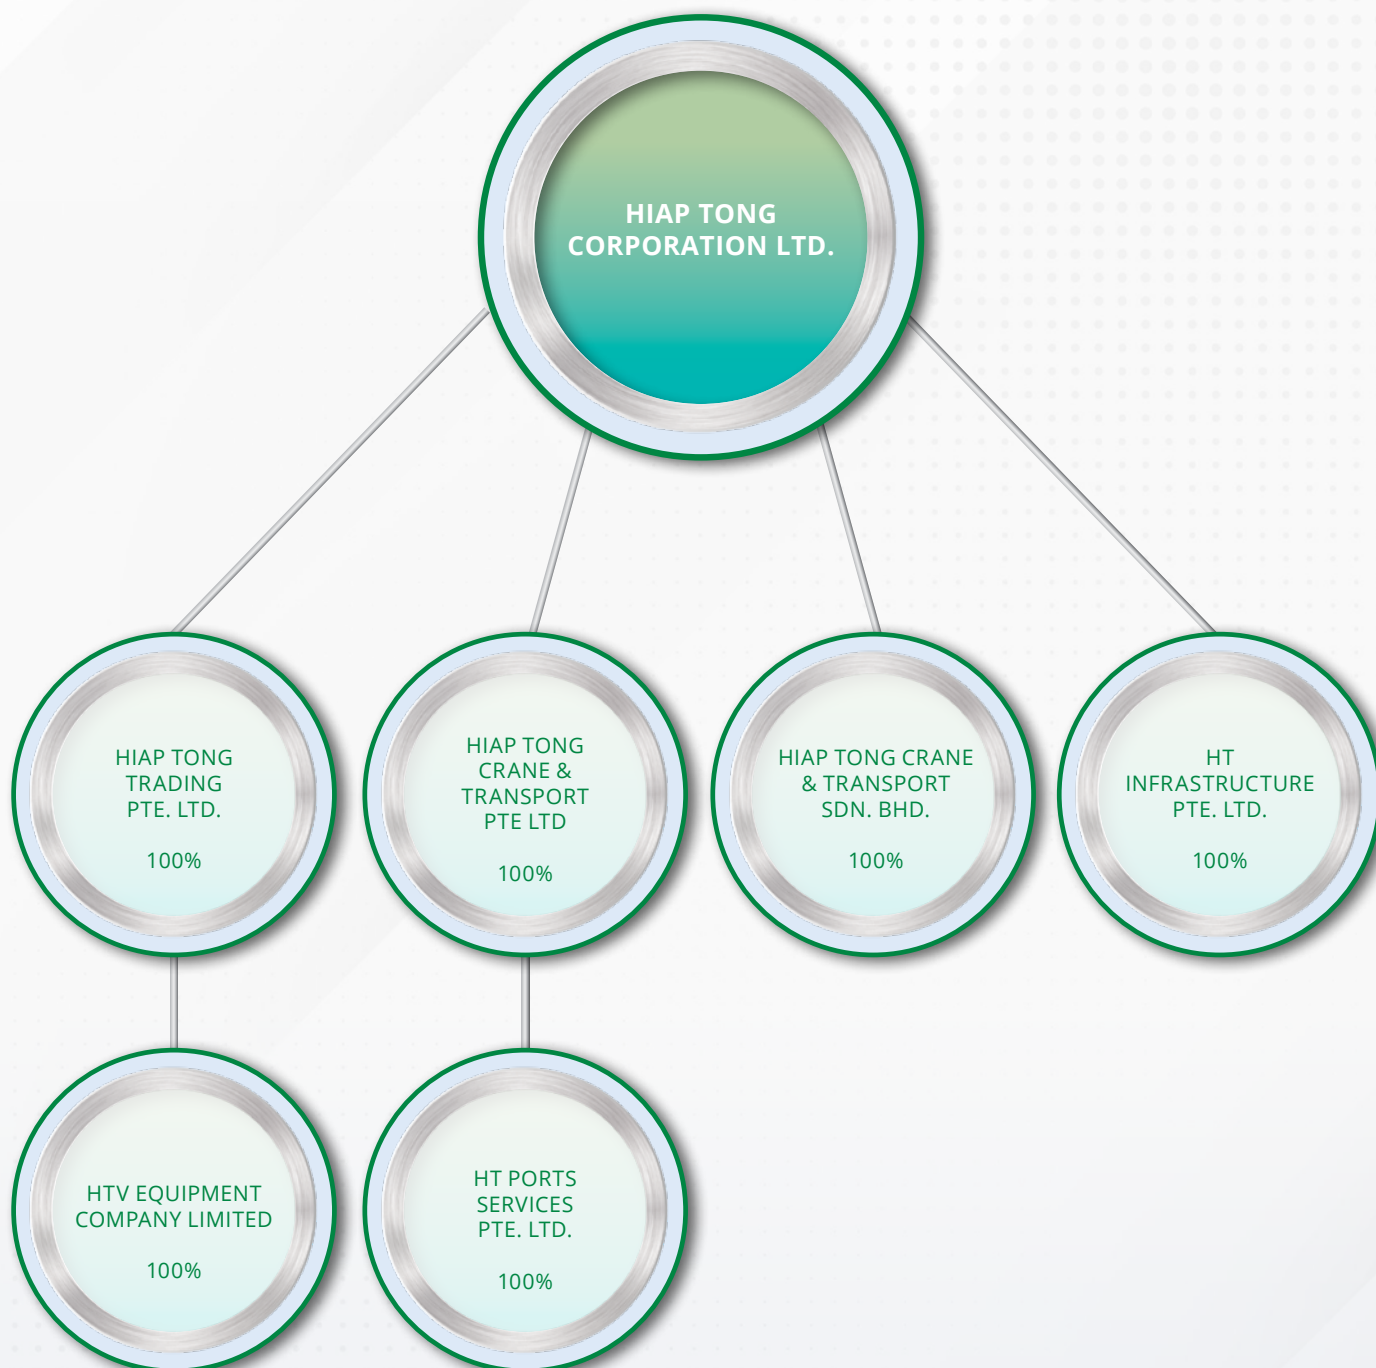 HIAP TONG
CORPORATION LTD.
HIAP TONG
TRADING
PTE. LTD.
100%
HIAP TONG
CRANE &
TRANSPORT
PTE LTD
100%
HIAP TONG CRANE
& TRANSPORT
SDN. BHD.
100%
HT
INFRASTRUCTURE
PTE. LTD.
100%
HTV EQUIPMENT
COMPANY LIMITED
100%
HT PORTS
SERVICES
PTE. LTD.
100%